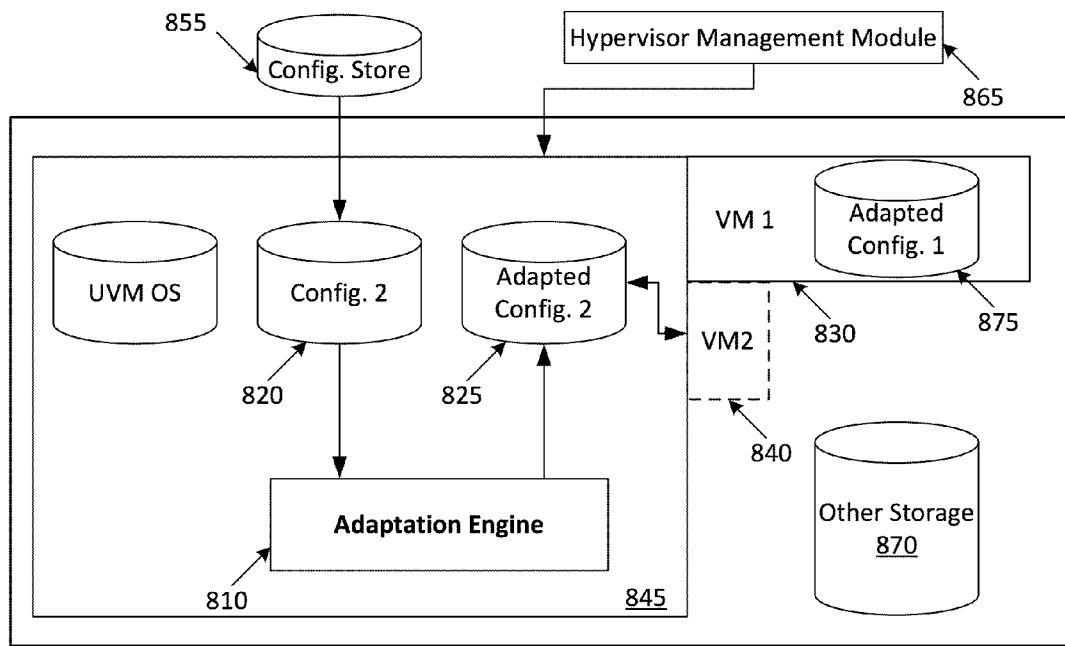 855
Config. Store
Hypervisor Management Module
865
UVM OS
Config. 2
820
Adapted
Config. 2
825
VM 1
Adapted
Config. 1
830
875
VM2
840
Adaptation Engine
810
845
Other Storage
870